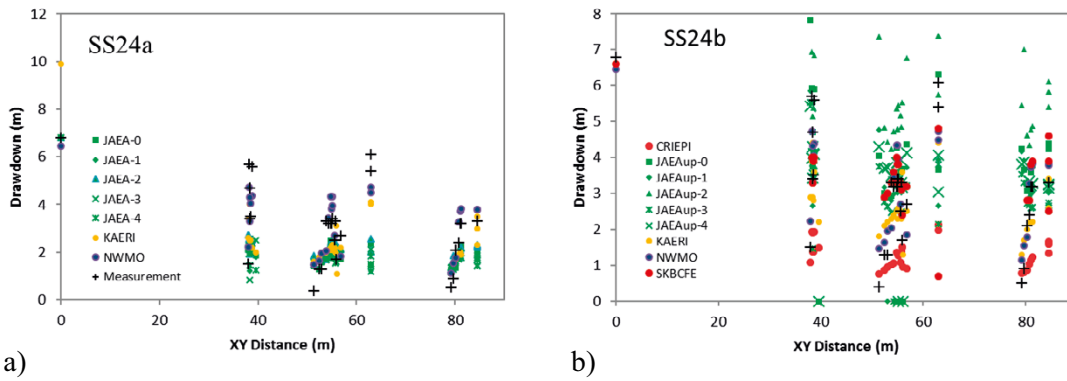 SS24a
Drawdown (m)
12
10
8
6
4
2
0
JAEA-0
JAEA-1
JAEA-2
JAEA-3
JAEA-4
KAERI
NWMO
Measurement
0
20
40
60
80
100
XY Distance (m)
a)
SS24b
Drawdown (m)
8
7
6
5
4
3
2
1
0
CRIEPI
JAEAup-0
JAEAup-1
JAEAup-2
JAEAup-3
JAEAup-4
KAERI
NWMO
SKBCFE
0
20
40
60
80
XY Distance (m)
b)